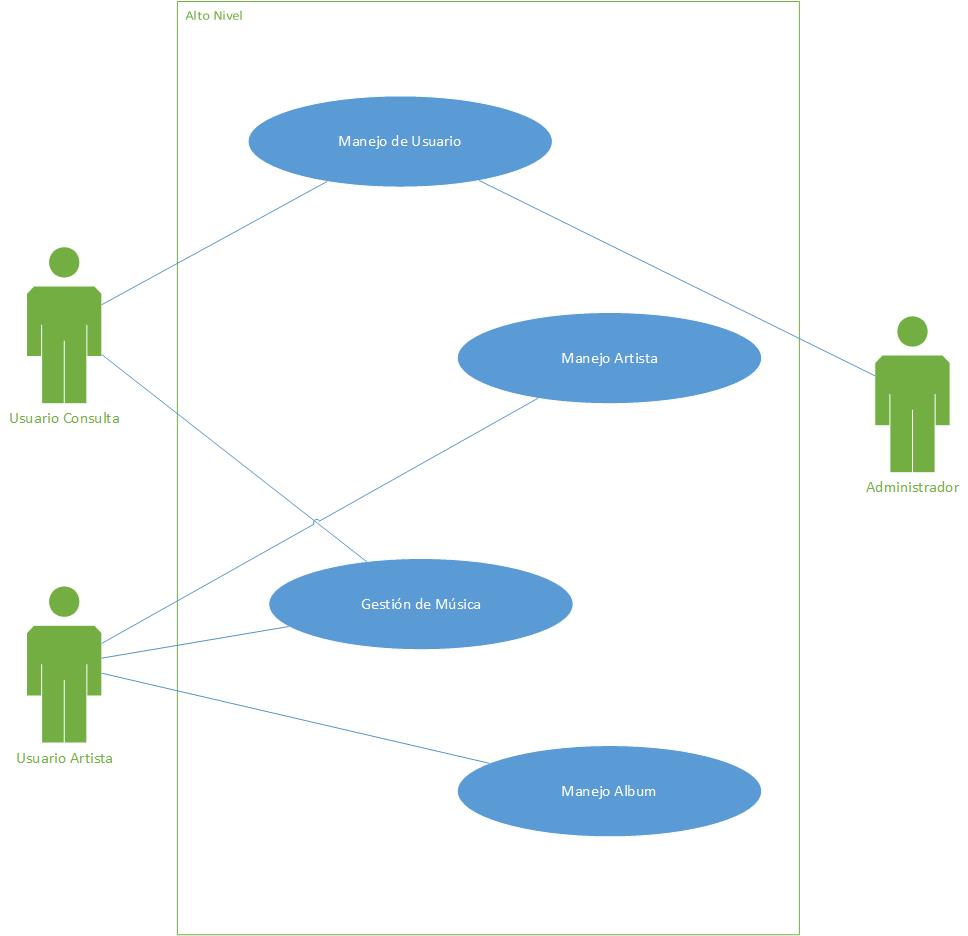 Alto Nivel
Manejo de Usuario
Manejo Artista
Usuario Consulta
Administrador
Gestión de Música
Usuario Artista
Manejo Album